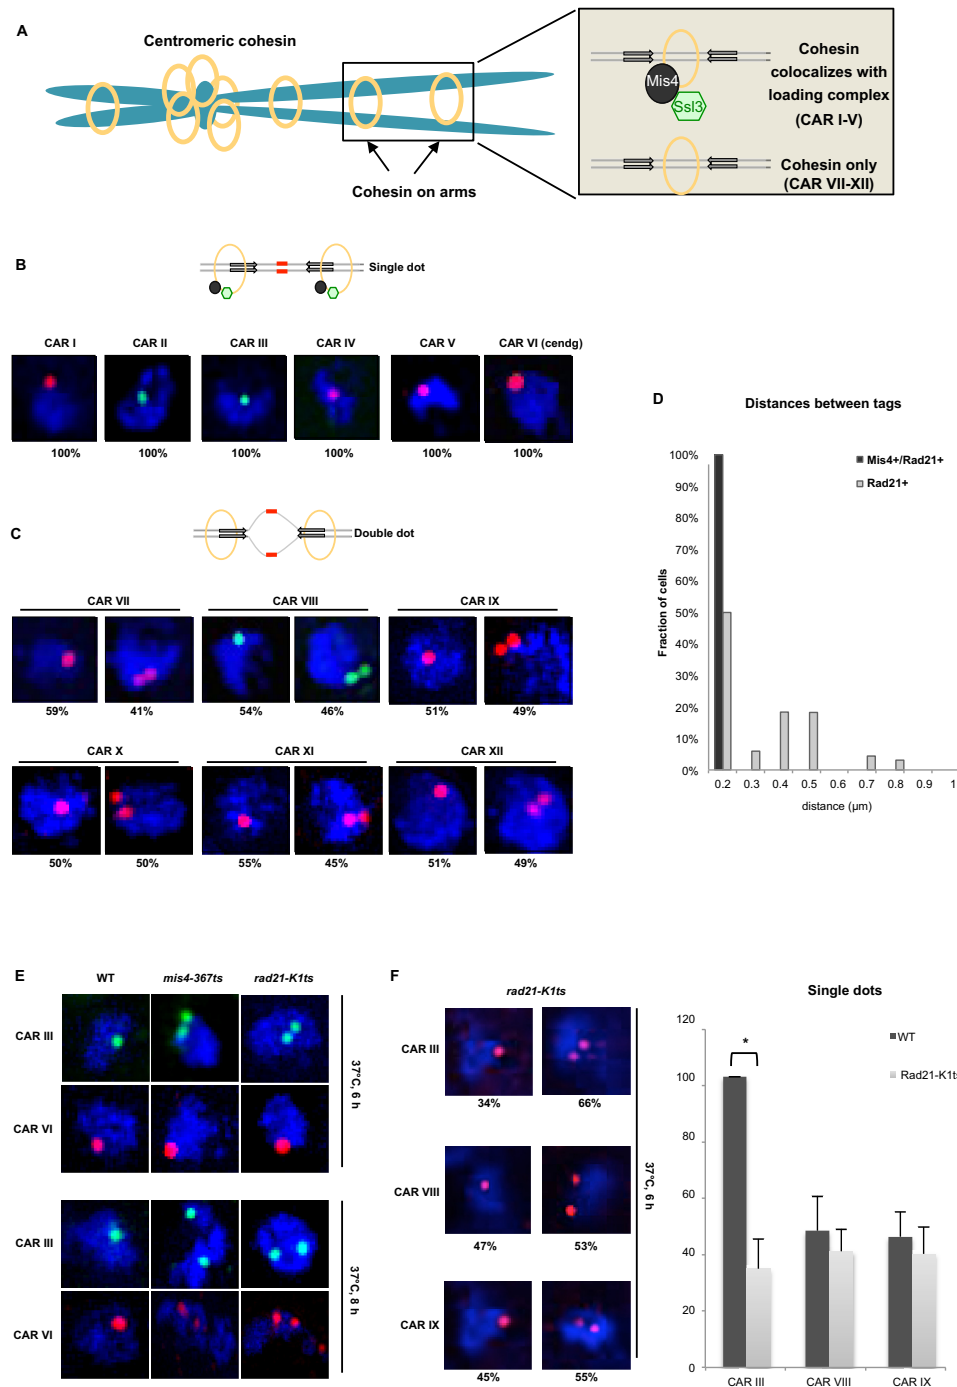 A
Centromeric cohesin
Cohesin on arms
Mis4
Ssl3
Cohesin
colocalizes with
loading complex
(CAR I-V)
Cohesin only
(CAR VII-XII)
B
Single dot
CAR I
CAR II
CAR III
CAR IV
CAR V
CAR VI (cendg)
100%
100%
100%
100%
100%
100%
C
Double dot
CAR VII
CAR VIII
CAR IX
59%
41%
54%
46%
51%
49%
CAR X
CAR XI
CAR XII
50%
50%
55%
45%
51%
49%
D
Distances between tags
Mis4+/Rad21+
Rad21+
Fraction of cells
100%
90%
80%
70%
60%
50%
40%
30%
20%
10%
0%
0.2 0.3 0.4 0.5 0.6 0.7 0.8 0.9 1
distance (µm)
E
WT
mis4-367ts
rad21-K1ts
CAR III
CAR VI
37°C, 6 h
CAR III
CAR VI
37°C, 8 h
F
rad21-K1ts
CAR III
34%
66%
CAR VIII
47%
53%
CAR IX
45%
55%
37°C, 6 h
Single dots
WT
Rad21-K1ts
*
120
100
80
60
40
20
0
CAR III
CAR VIII
CAR IX